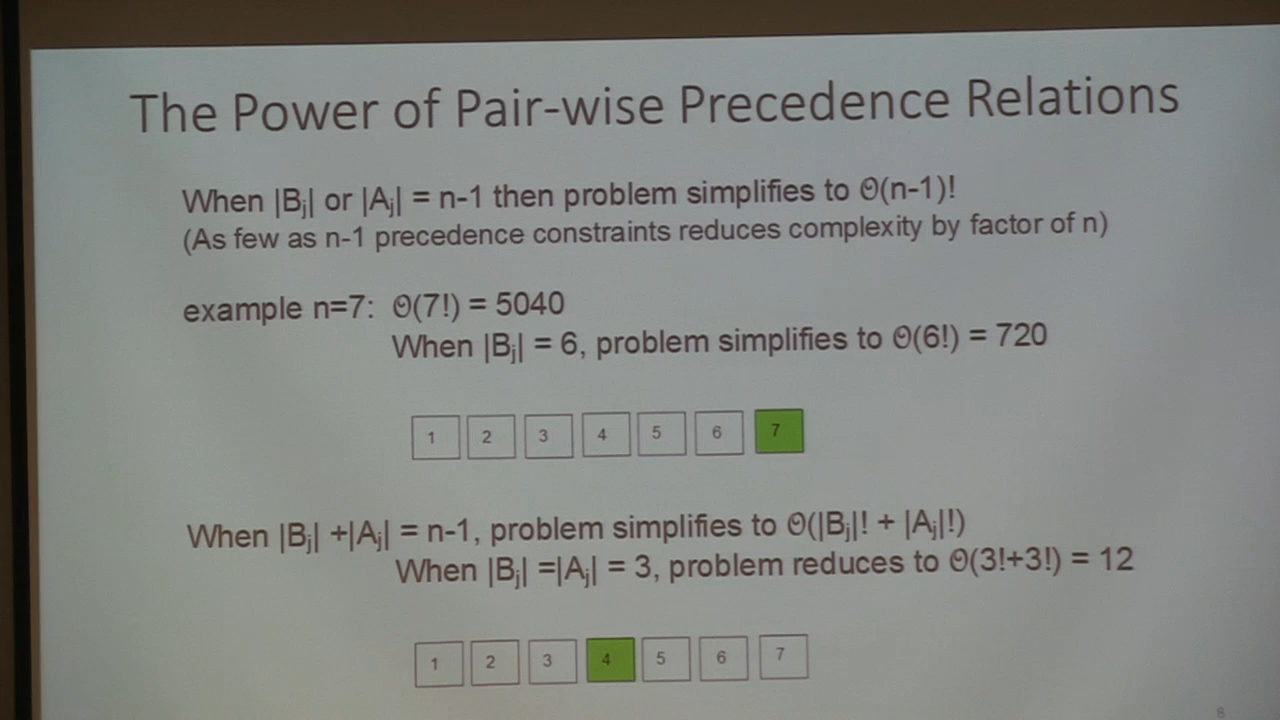 The Power of Pair-wise Precedence Relations
When |Bj| or |Aj| = n-1 then problem simplifies to Θ(n-1)!
(As few as n-1 precedence constraints reduces complexity by factor of n)
example n=7: Θ(7!) = 5040
When |Bj| = 6, problem simplifies to Θ(6!) = 720
1 2 3 4 5 6 7
When |Bj| +|Aj| = n-1, problem simplifies to Θ(|Bj|! + |Aj|!)
When |Bj| =|Aj| = 3, problem reduces to Θ(3!+3!) = 12
1 2 3 4 5 6 7
8